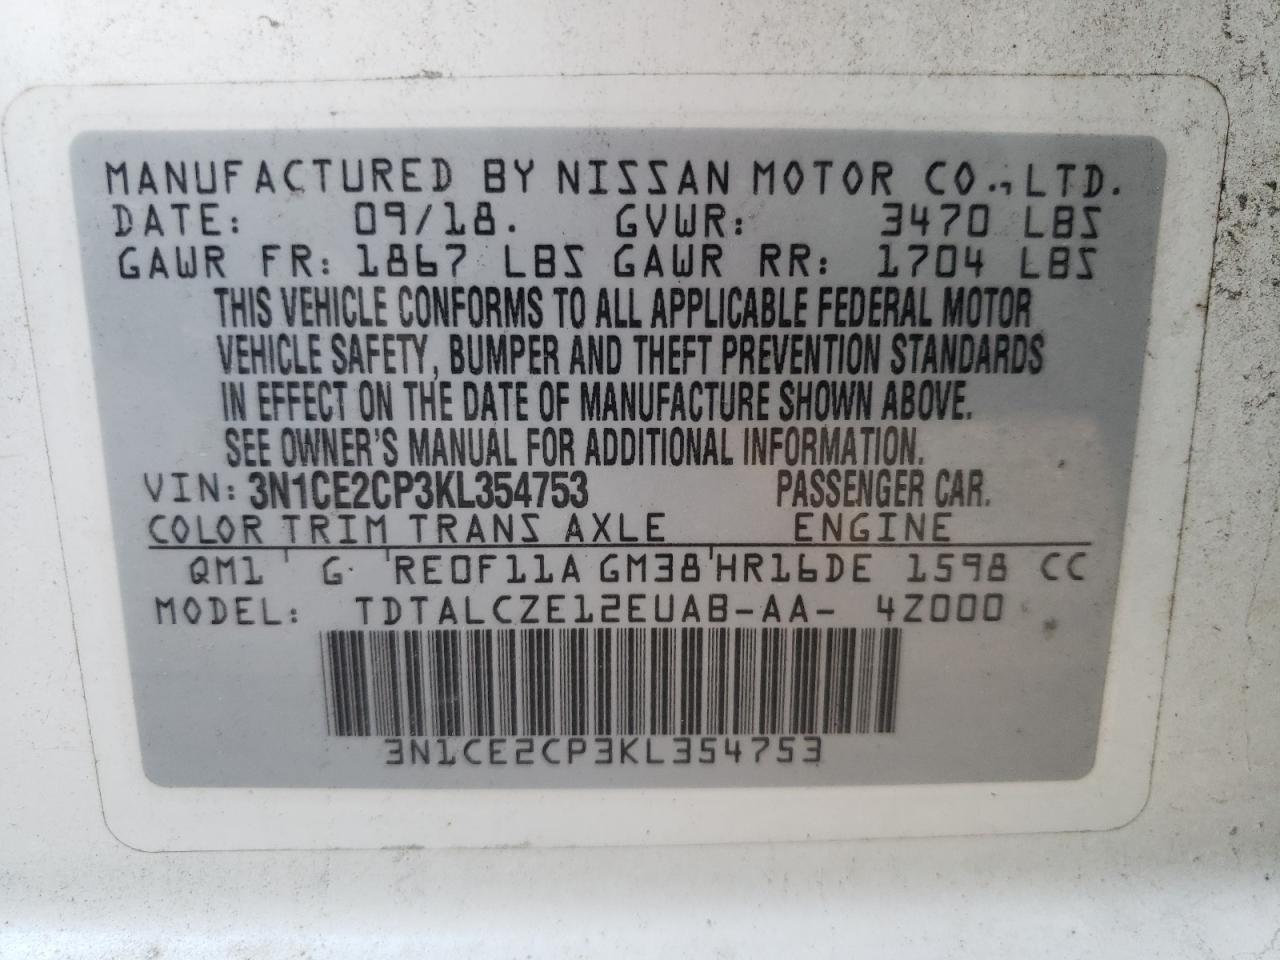 MANUFACTURED BY NISSAN MOTOR CO., LTD.
DATE: 09/18. GVWR: 3470 LBS
GAWR FR: 1867 LBS GAWR RR: 1704 LBS
THIS VEHICLE CONFORMS TO ALL APPLICABLE FEDERAL MOTOR
VEHICLE SAFETY, BUMPER AND THEFT PREVENTION STANDARDS
IN EFFECT ON THE DATE OF MANUFACTURE SHOWN ABOVE.
SEE OWNER'S MANUAL FOR ADDITIONAL INFORMATION.
VIN: 3N1CE2CP3KL354753 PASSENGER CAR.
COLOR TRIM TRANS AXLE ENGINE
QM1 G RE0F11A GM38 HR16DE 1598 CC
MODEL: TDTALCZE12EUAB-AA- 4Z000
3N1CE2CP3KL354753